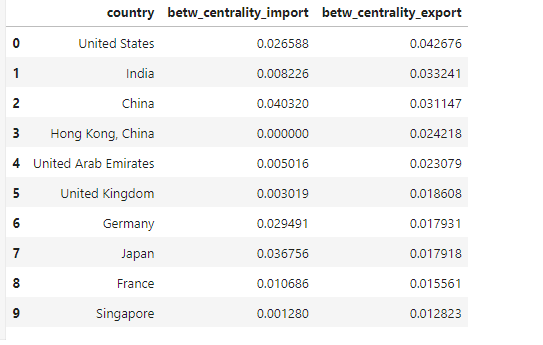 country betw_centrality_import betw_centrality_export
0 United States 0.026588 0.042676
1 India 0.008226 0.033241
2 China 0.040320 0.031147
3 Hong Kong, China 0.000000 0.024218
4 United Arab Emirates 0.005016 0.023079
5 United Kingdom 0.003019 0.018608
6 Germany 0.029491 0.017931
7 Japan 0.036756 0.017918
8 France 0.010686 0.015561
9 Singapore 0.001280 0.012823